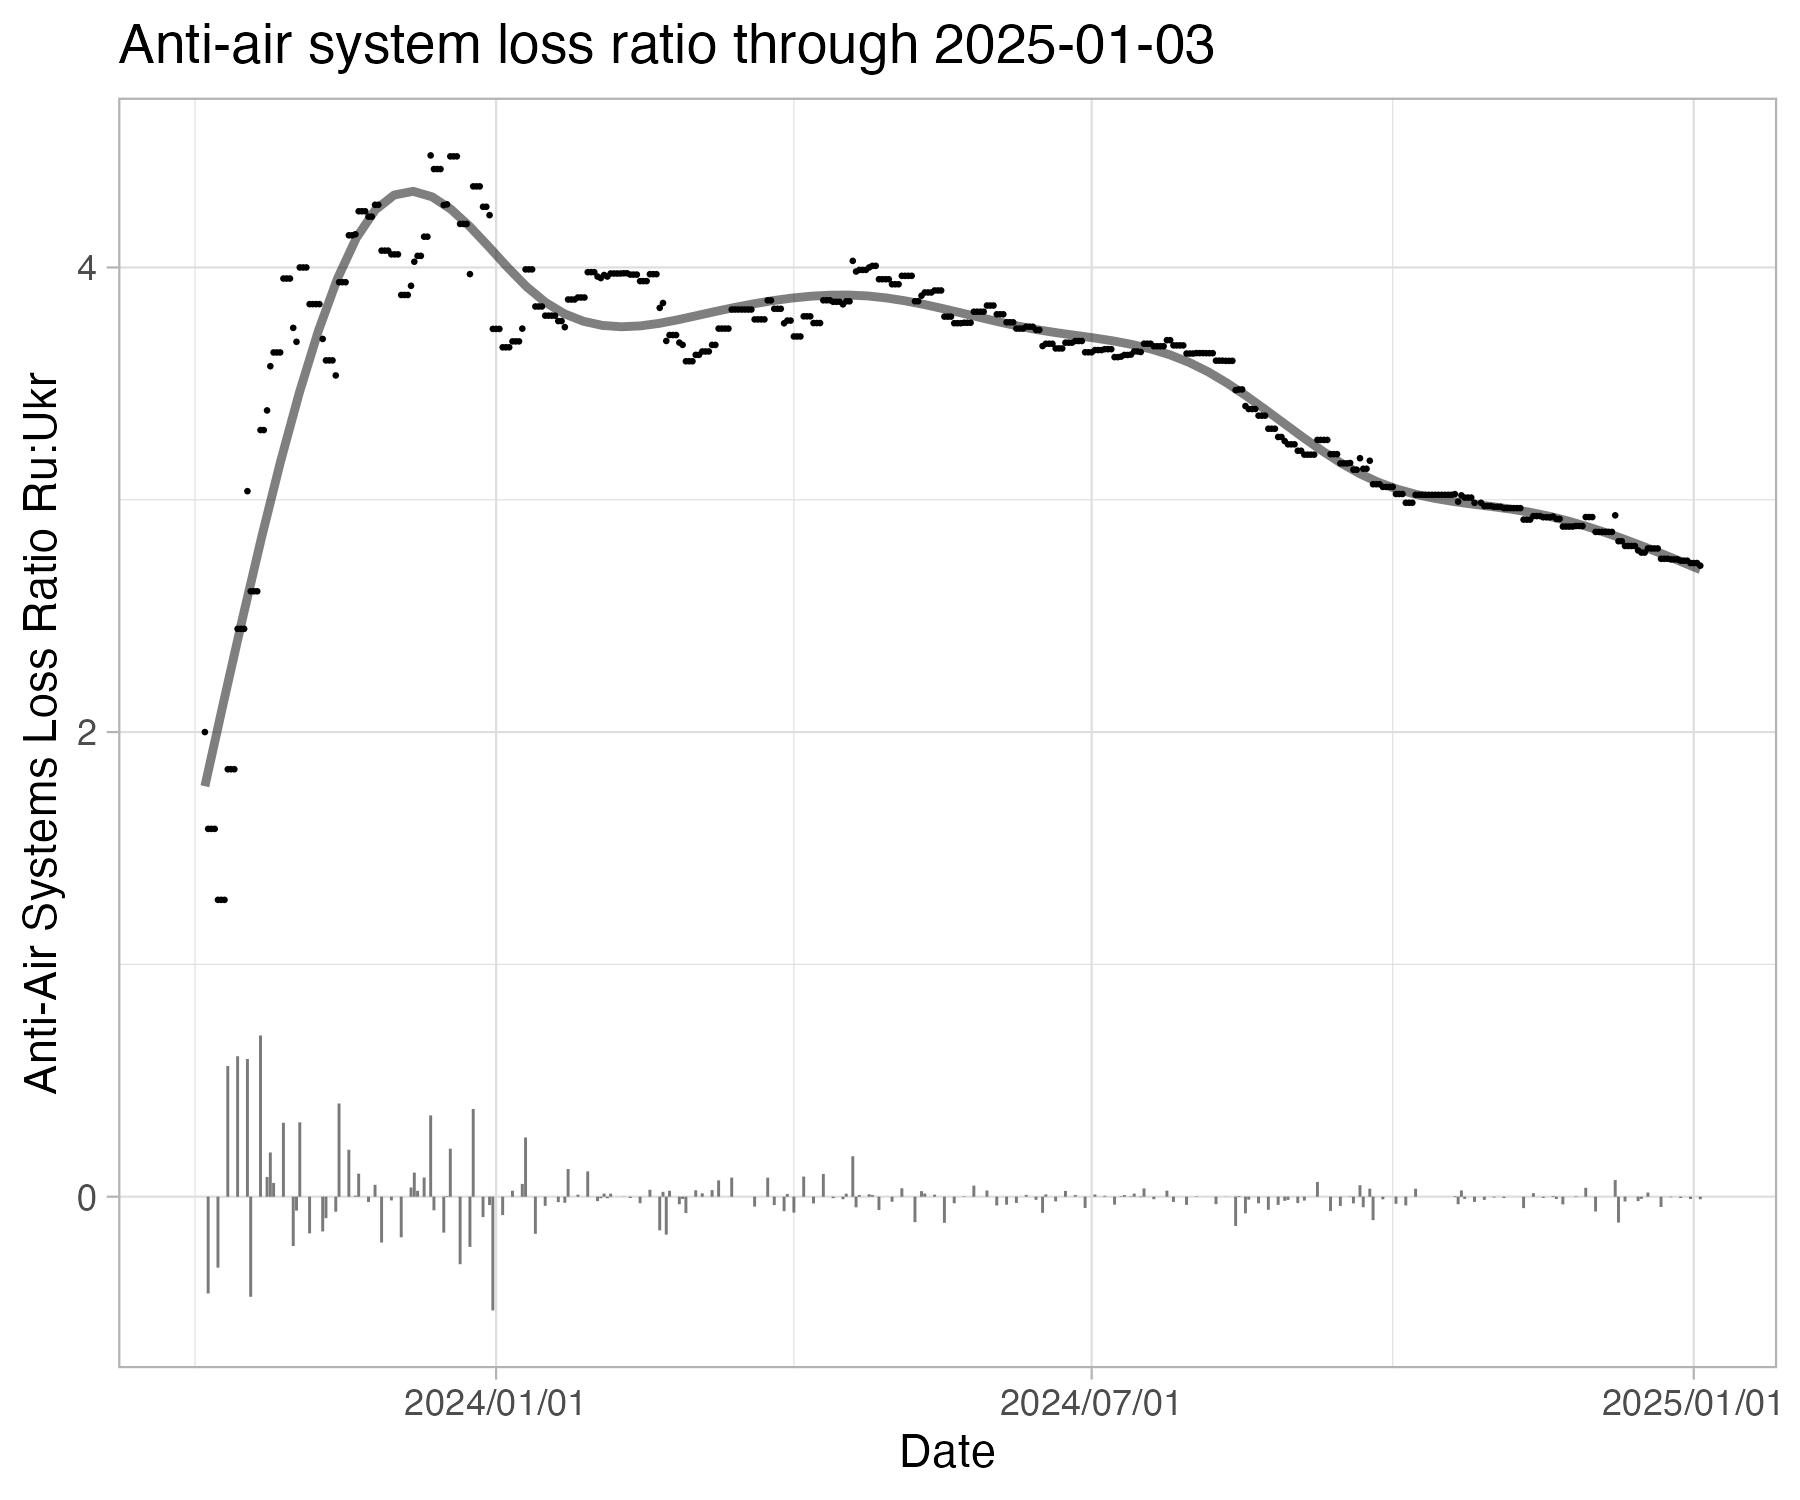 Anti-air system loss ratio through 2025-01-03
Anti-Air Systems Loss Ratio Ru:Ukr
4
2
0
2024/01/01
2024/07/01
2025/01/01
Date